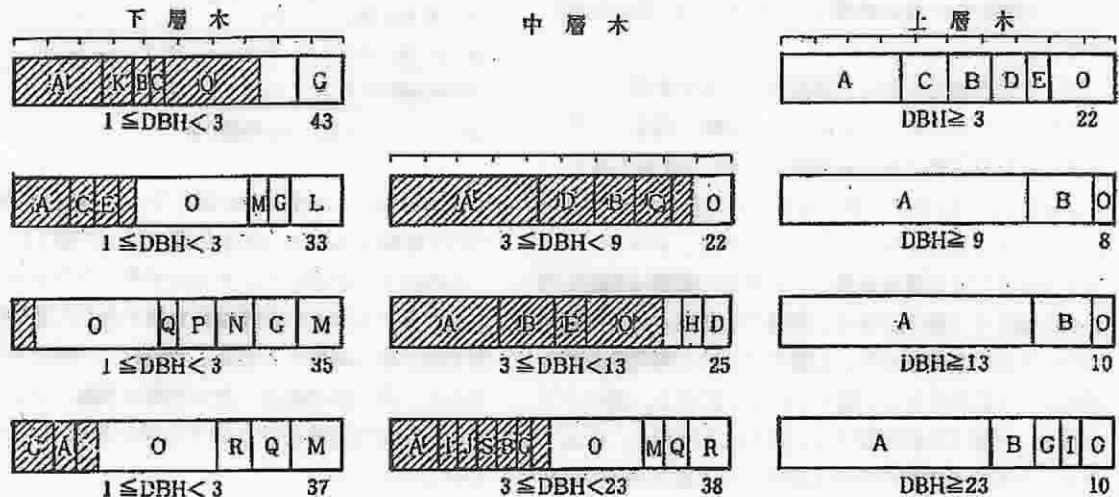 下層木 中層木 上層木
A K B C O G A C B D E O
1≦DBH<3 43 DBH≧3 22
A C E O M G L A D B C O A B O
1≦DBH<3 33 3≦DBH<9 22 DBH≧9 8
O Q P N G M A B E O H D A B O
1≦DBH<3 35 3≦DBH<13 25 DBH≧13 10
G A O R Q M A I J S B G O M Q R A B G I O
1≦DBH<3 37 3≦DBH<23 38 DBH≧23 10